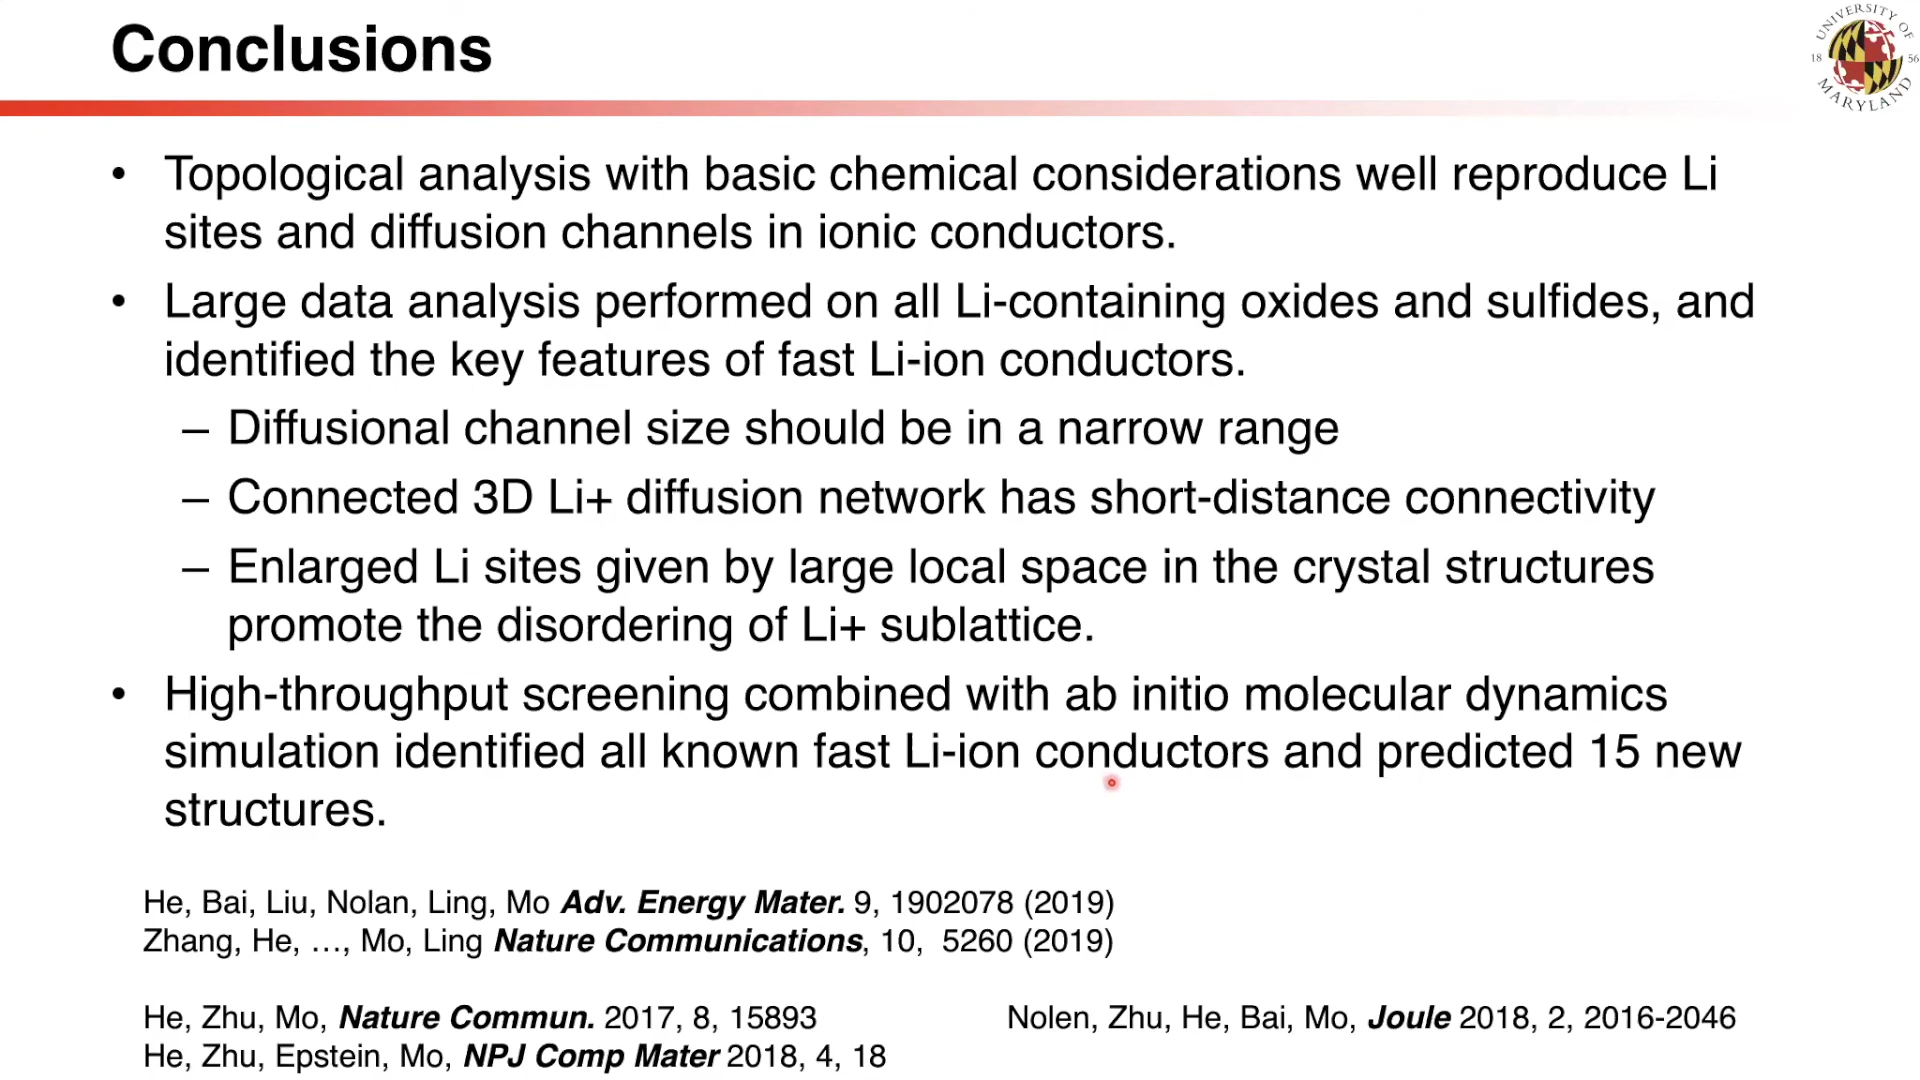 Conclusions
UNIVERSITY OF
18 56
MARYLAND
• Topological analysis with basic chemical considerations well reproduce Li
sites and diffusion channels in ionic conductors.
• Large data analysis performed on all Li-containing oxides and sulfides, and
identified the key features of fast Li-ion conductors.
– Diffusional channel size should be in a narrow range
– Connected 3D Li+ diffusion network has short-distance connectivity
– Enlarged Li sites given by large local space in the crystal structures
promote the disordering of Li+ sublattice.
• High-throughput screening combined with ab initio molecular dynamics
simulation identified all known fast Li-ion conductors and predicted 15 new
structures.
He, Bai, Liu, Nolan, Ling, Mo Adv. Energy Mater. 9, 1902078 (2019)
Zhang, He, …, Mo, Ling Nature Communications, 10, 5260 (2019)
He, Zhu, Mo, Nature Commun. 2017, 8, 15893
He, Zhu, Epstein, Mo, NPJ Comp Mater 2018, 4, 18
Nolen, Zhu, He, Bai, Mo, Joule 2018, 2, 2016-2046